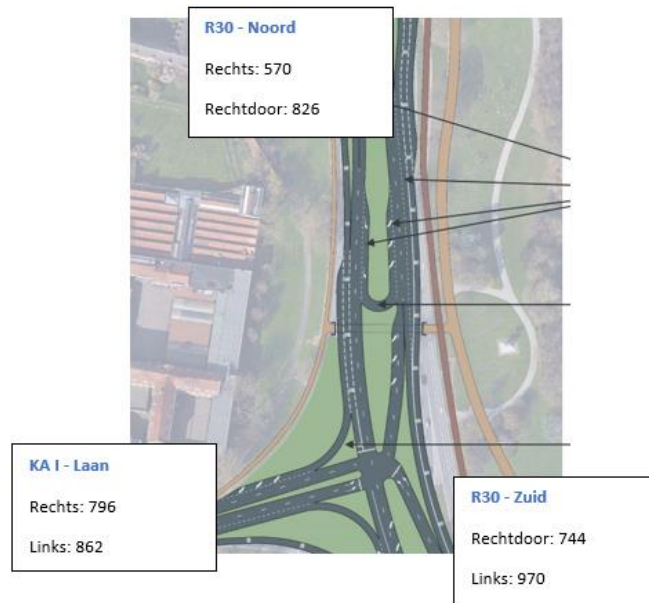 R30 - Noord
Rechts: 570
Rechtdoor: 826
KA I - Laan
Rechts: 796
Links: 862
R30 - Zuid
Rechtdoor: 744
Links: 970